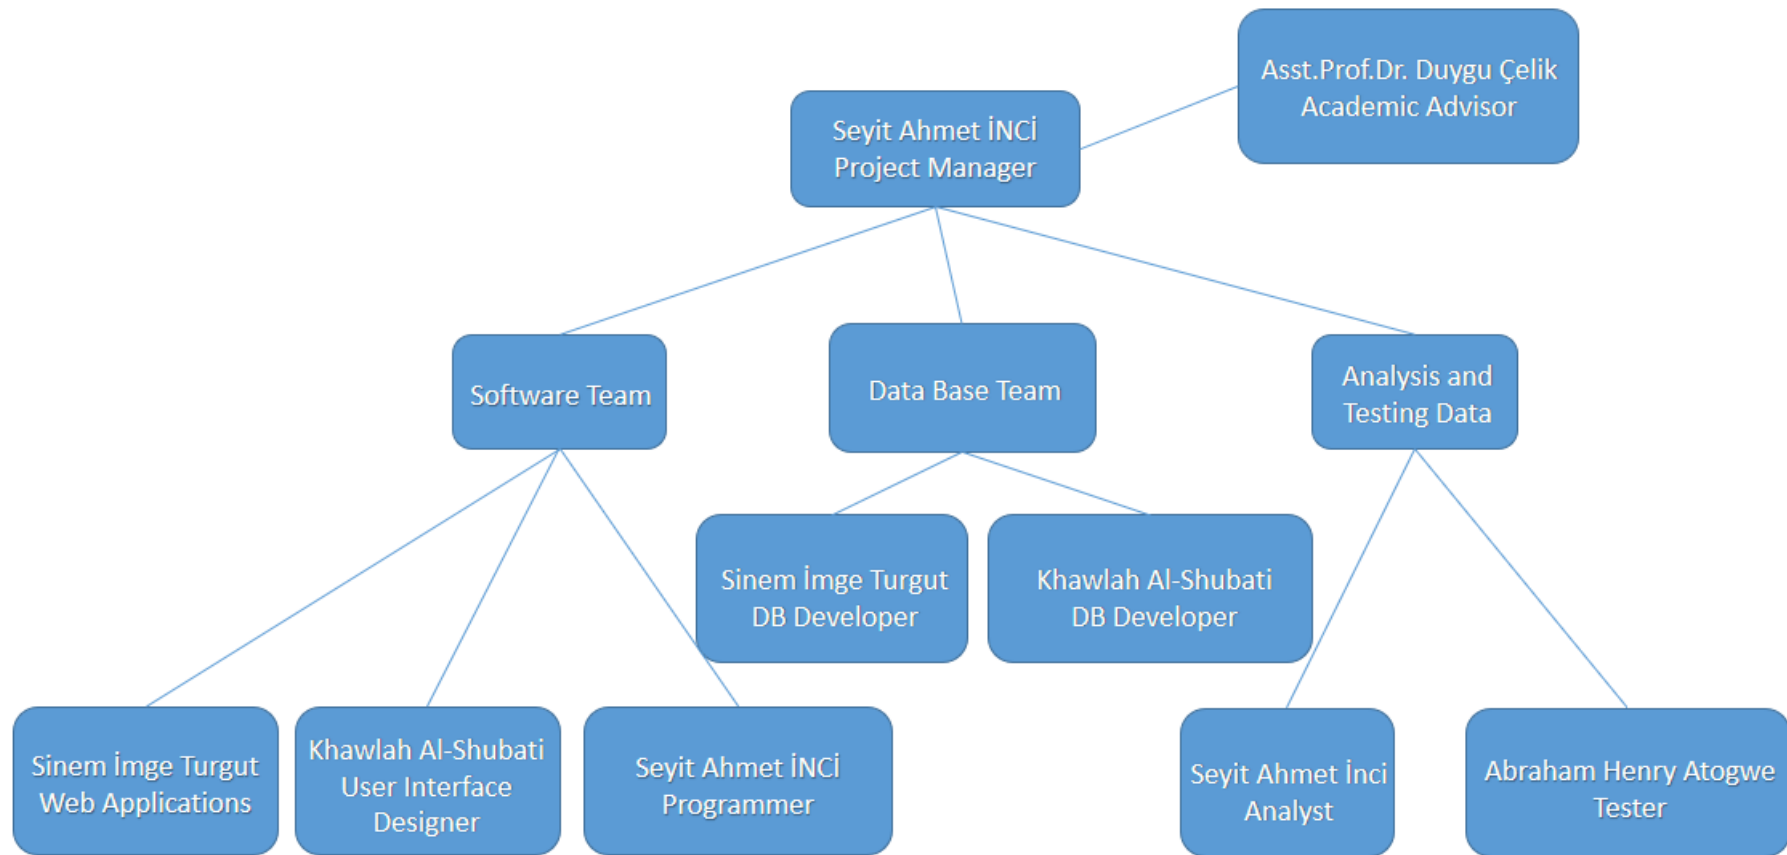 Asst.Prof.Dr. Duygu Çelik
Academic Advisor
Seyit Ahmet İNCİ
Project Manager
Software Team
Data Base Team
Analysis and
Testing Data
Sinem İmge Turgut
DB Developer
Khawlah Al-Shubati
DB Developer
Sinem İmge Turgut
Web Applications
Khawlah Al-Shubati
User Interface
Designer
Seyit Ahmet İNCİ
Programmer
Seyit Ahmet İnci
Analyst
Abraham Henry Atogwe
Tester